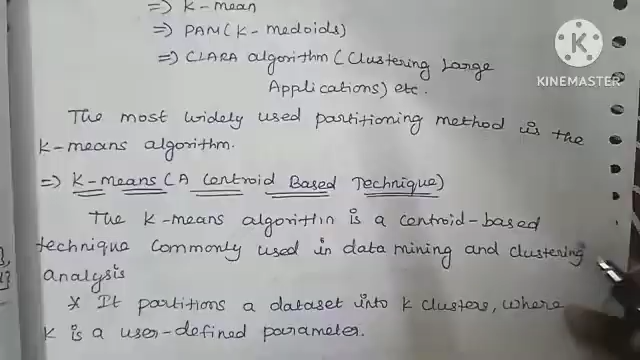 ⇒ K-mean
⇒ PAM(K-medoids)
⇒ CLARA algorithm (Clustering Large
Applications) etc.
The most widely used partitioning method is the
K-means algorithm.
⇒ K-means (A Centroid Based Technique)
The K-means algorithm is a centroid-based
technique commonly used in data mining and clustering
analysis
* It partitions a dataset into K clusters, where
K is a user-defined parameter.
KINEMASTER